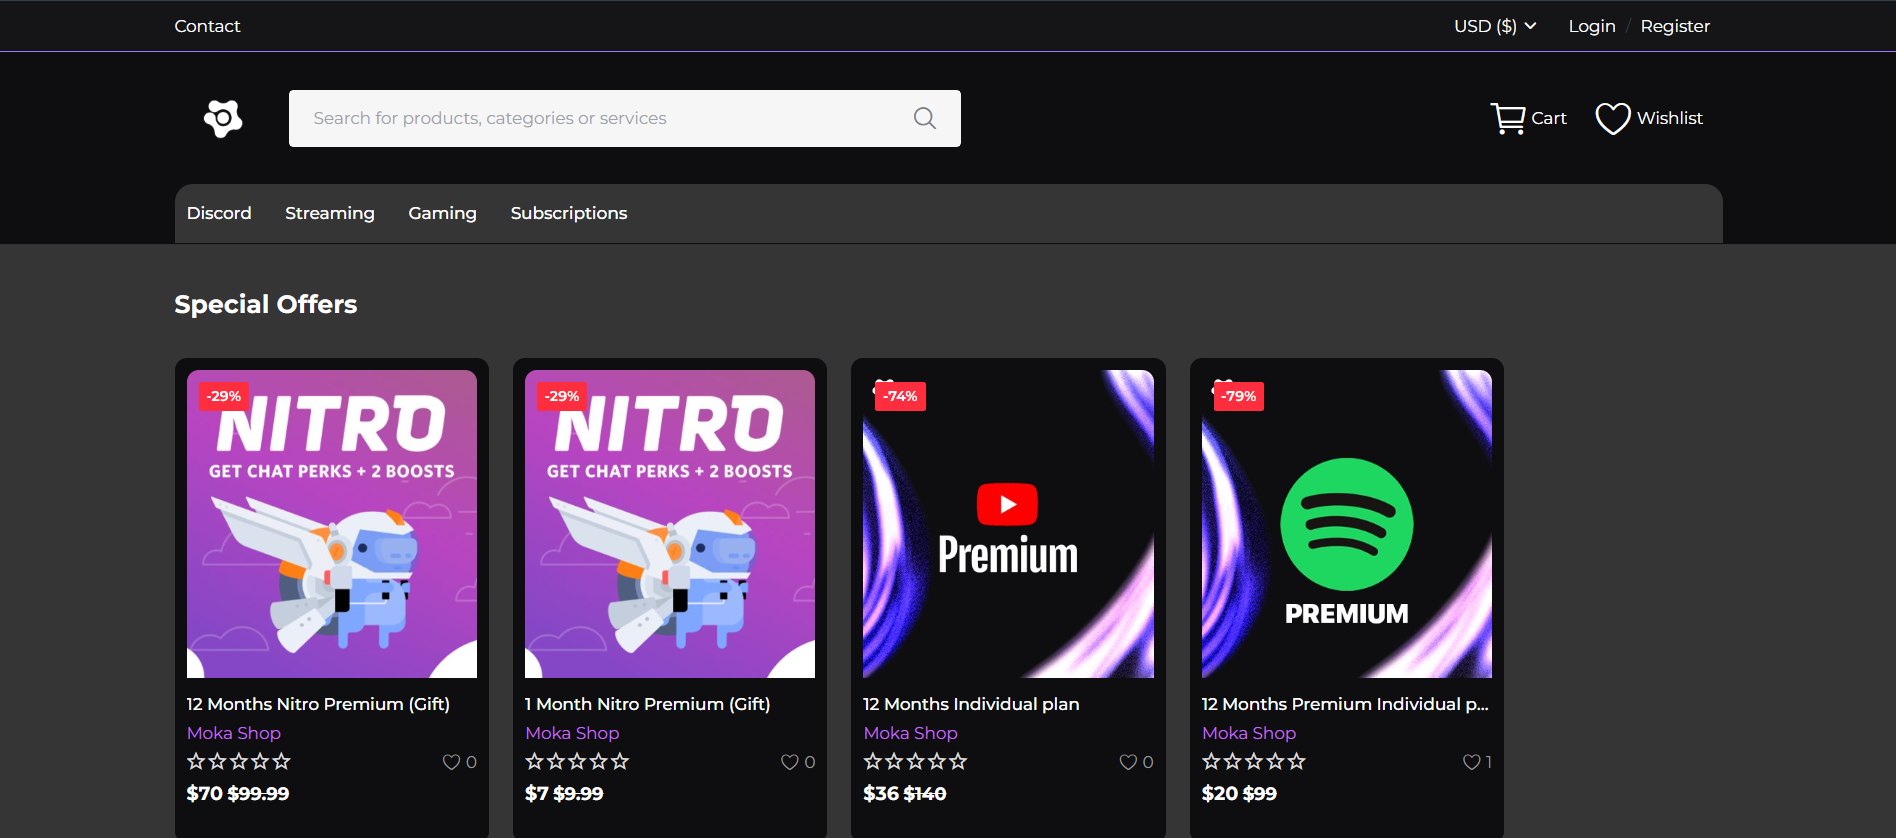 Contact
USD ($)
Login / Register
Search for products, categories or services
Cart
Wishlist
Discord
Streaming
Gaming
Subscriptions
Special Offers
-29%
NITRO
GET CHAT PERKS + 2 BOOSTS
12 Months Nitro Premium (Gift)
Moka Shop
0
$70 $99.99
-29%
NITRO
GET CHAT PERKS + 2 BOOSTS
1 Month Nitro Premium (Gift)
Moka Shop
0
$7 $9.99
-74%
Premium
12 Months Individual plan
Moka Shop
0
$36 $140
-79%
PREMIUM
12 Months Premium Individual p...
Moka Shop
1
$20 $99